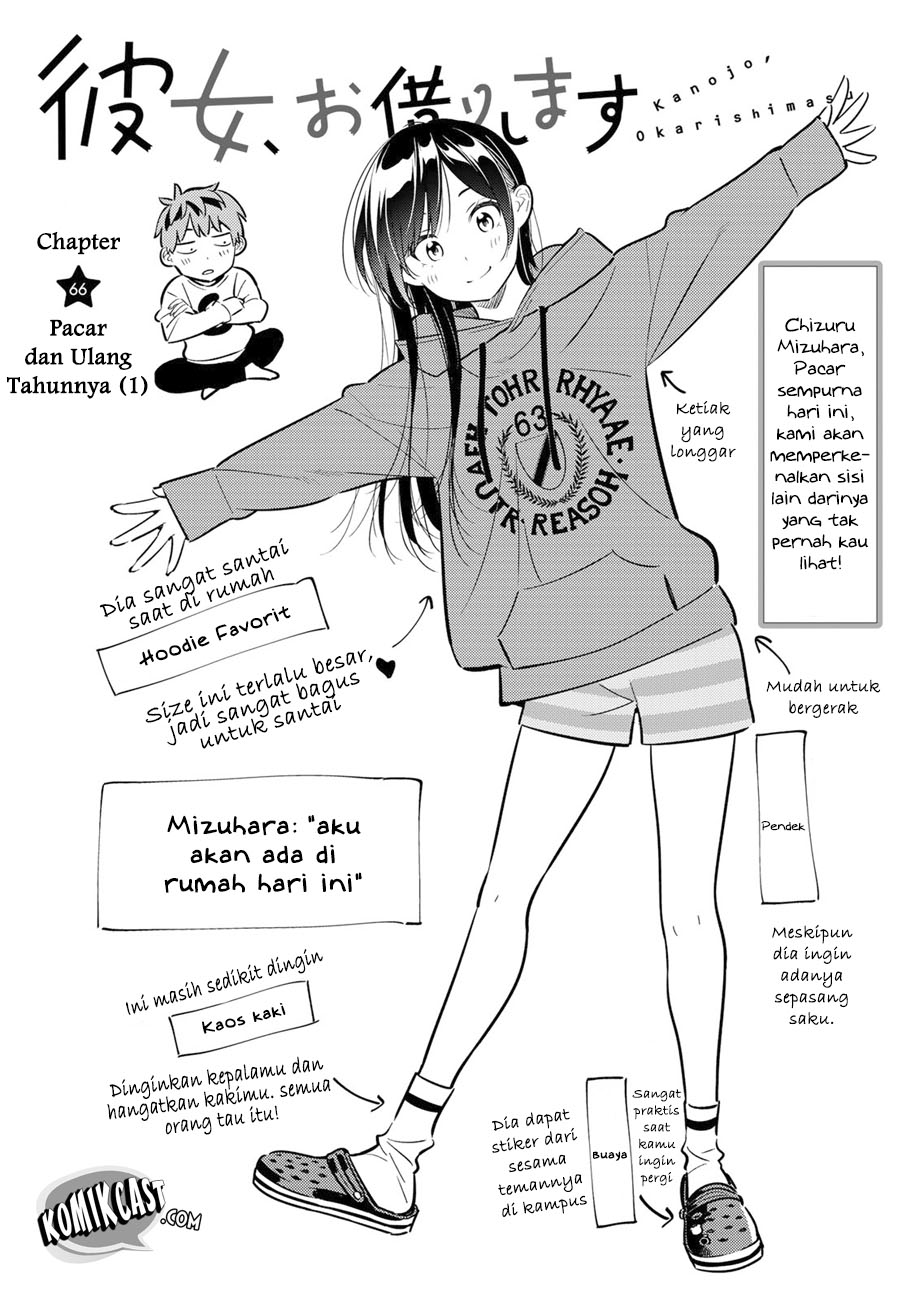 彼女、お借りします
Kanojo,
Okarishimasu
Chapter
66
Pacar
dan Ulang
Tahunnya (1)
Chizuru
Mizuhara,
Pacar
sempurna
hari ini,
kami akan
memperke-
nalkan sisi
lain darinya
yang tak
pernah kau
lihat!
Ketiak
yang
longgar
TOHR RHYAAE.
63
REASOH
Dia sangat santai
saat di rumah
Hoodie Favorit
Size ini terlalu besar,
jadi sangat bagus
untuk santai
Mudah untuk
bergerak
Pendek
Meskipun
dia ingin
adanya
sepasang
saku.
Mizuhara: "aku
akan ada di
rumah hari ini"
Ini masih sedikit dingin
Kaos kaki
Dinginkan kepalamu dan
hangatkan kakimu. semua
orang tau itu!
Dia dapat
stiker dari
sesama
temannya
di kampus
Buaya
Sangat
praktis
saat
kamu
ingin
pergi
KOMIKCAST
.COM